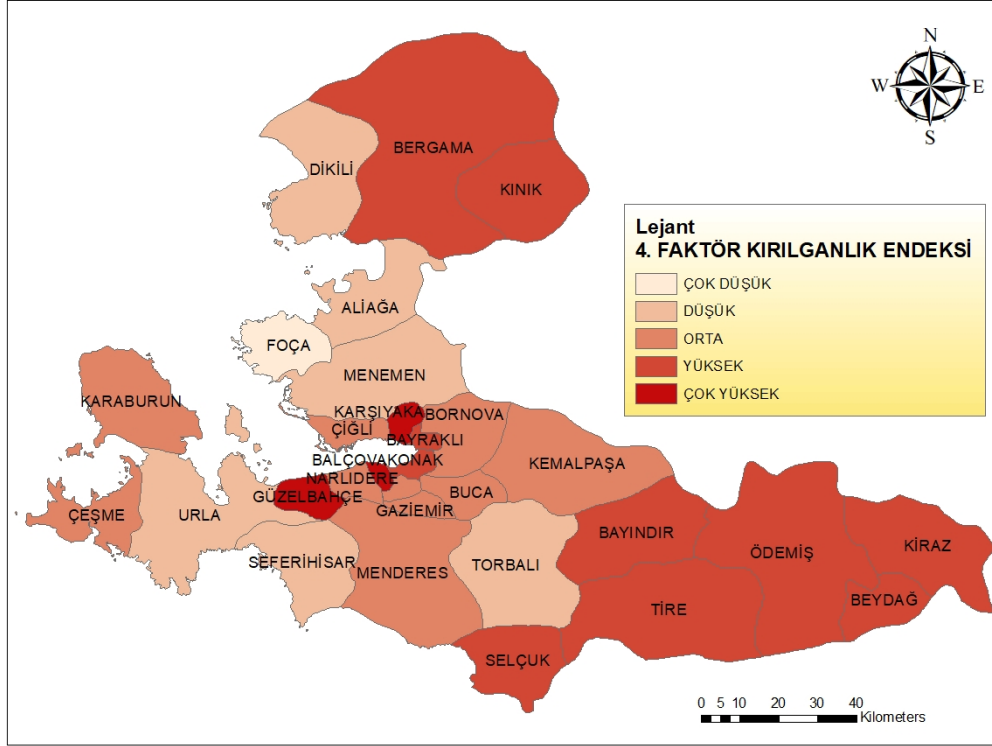 N
W E
S
BERGAMA
DİKİLİ
KINIK
Lejant
4. FAKTÖR KIRILGANLIK ENDEKSİ
ÇOK DÜŞÜK
DÜŞÜK
ORTA
YÜKSEK
ÇOK YÜKSEK
ALİAĞA
FOÇA
MENEMEN
KARABURUN
KARŞIYAKA
BORNOVA
ÇİĞLİ
BAYRAKLI
BALÇOVA
KONAK
KEMALPAŞA
NARLIDERE
GÜZELBAHÇE
BUCA
GAZİEMİR
ÇEŞME
URLA
BAYINDIR
KİRAZ
ÖDEMİŞ
SEFERİHİSAR
MENDERES
TORBALI
BEYDAĞ
TİRE
SELÇUK
0 5 10 20 30 40
Kilometers